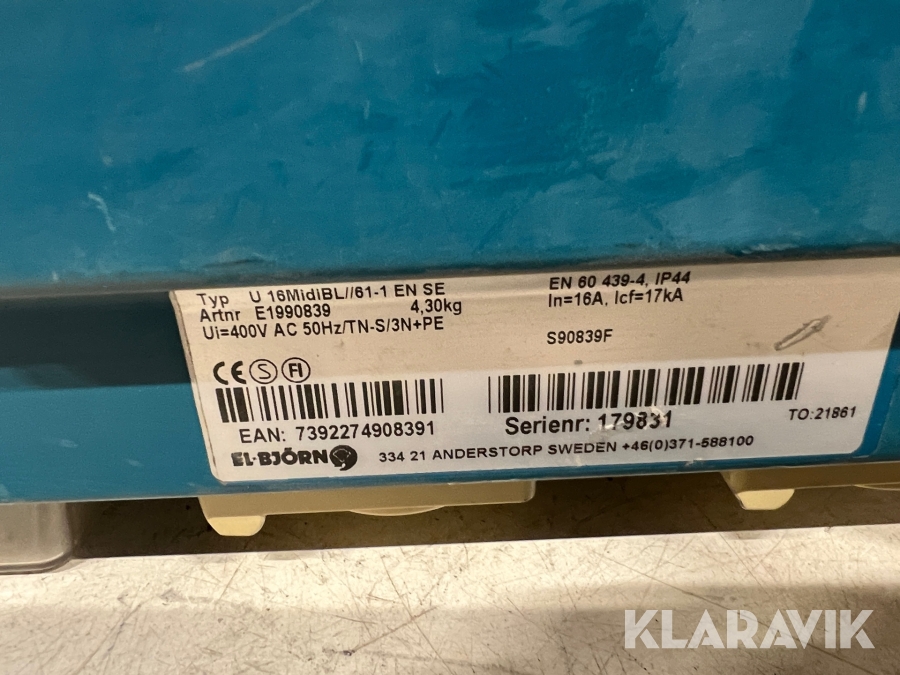 Typ U 16MidiBL//61-1 EN SE
Artnr E1990839 4,30kg
Ui=400V AC 50Hz/TN-S/3N+PE
EN 60 439-4, IP44
In=16A, Icf=17kA
S90839F
CE S FI
EAN: 7392274908391
Serienr: 179831
TO:21861
EL-BJÖRN
334 21 ANDERSTORP SWEDEN +46(0)371-588100
KLARAVIK